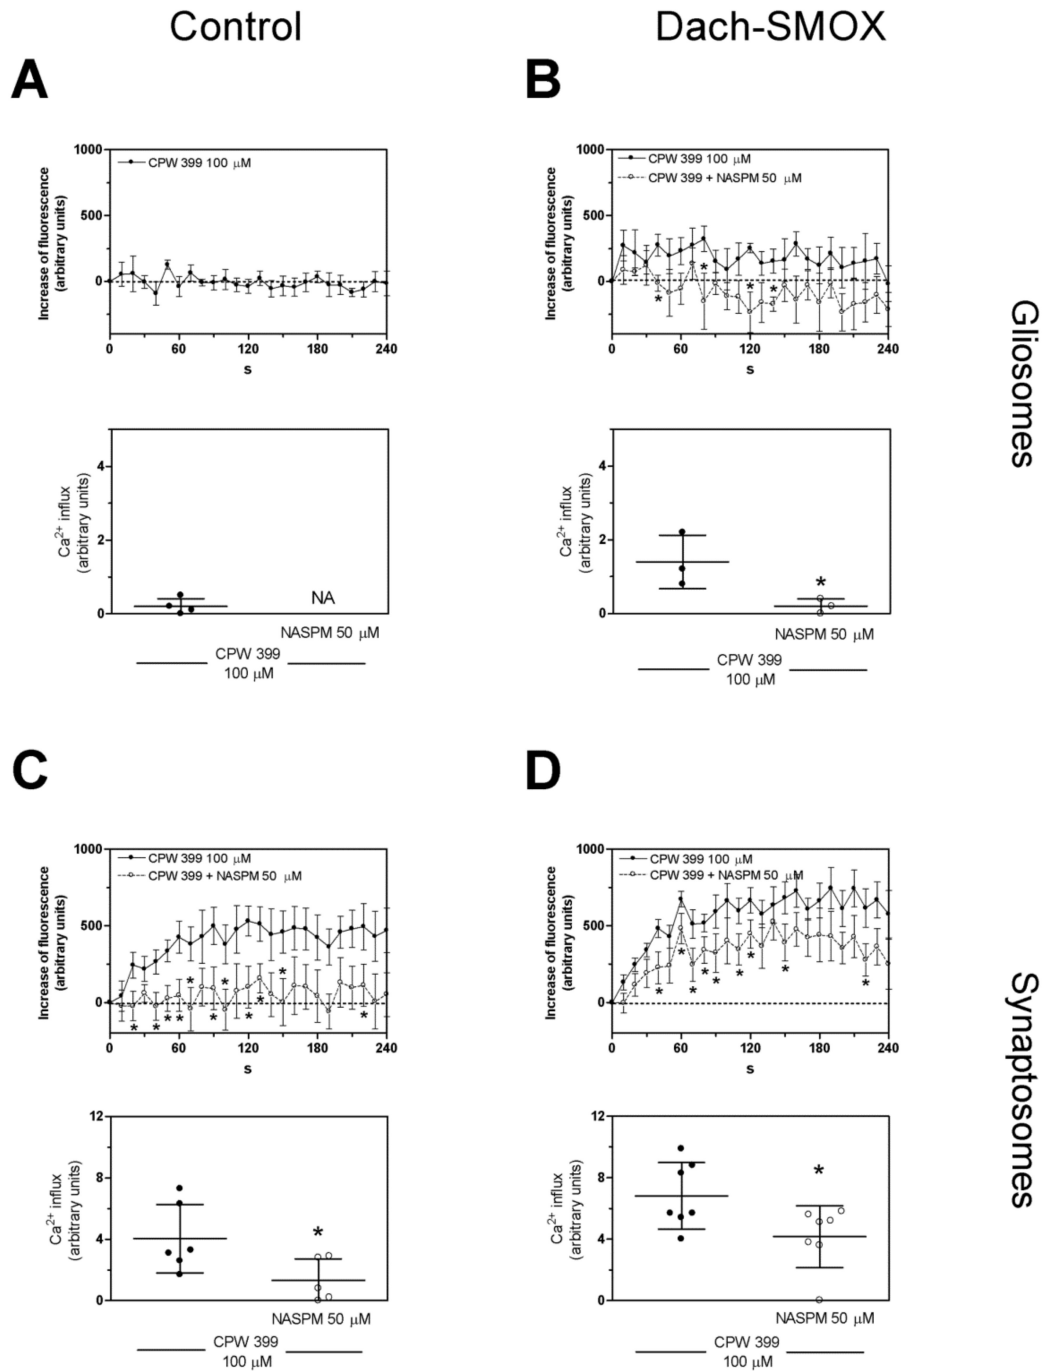 Control
Dach-SMOX
A
B
Increase of fluorescence
(arbitrary units)
1000
500
0
CPW 399 100 μM
0
60
120
180
240
s
Increase of fluorescence
(arbitrary units)
1000
500
0
CPW 399 100 μM
CPW 399 + NASPM 50 μM
*
*
*
*
0
60
120
180
240
s
Gliosomes
Ca2+ influx
(arbitrary units)
4
2
0
NA
NASPM 50 μM
CPW 399
100 μM
Ca2+ influx
(arbitrary units)
4
2
0
*
NASPM 50 μM
CPW 399
100 μM
C
D
Increase of fluorescence
(arbitrary units)
1000
500
0
CPW 399 100 μM
CPW 399 + NASPM 50 μM
*
*
*
*
*
*
*
*
*
*
*
0
60
120
180
240
s
Increase of fluorescence
(arbitrary units)
1000
500
0
CPW 399 100 μM
CPW 399 + NASPM 50 μM
*
*
*
*
*
*
*
*
*
0
60
120
180
240
s
Synaptosomes
Ca2+ influx
(arbitrary units)
12
8
4
0
*
NASPM 50 μM
CPW 399
100 μM
Ca2+ influx
(arbitrary units)
12
8
4
0
*
NASPM 50 μM
CPW 399
100 μM